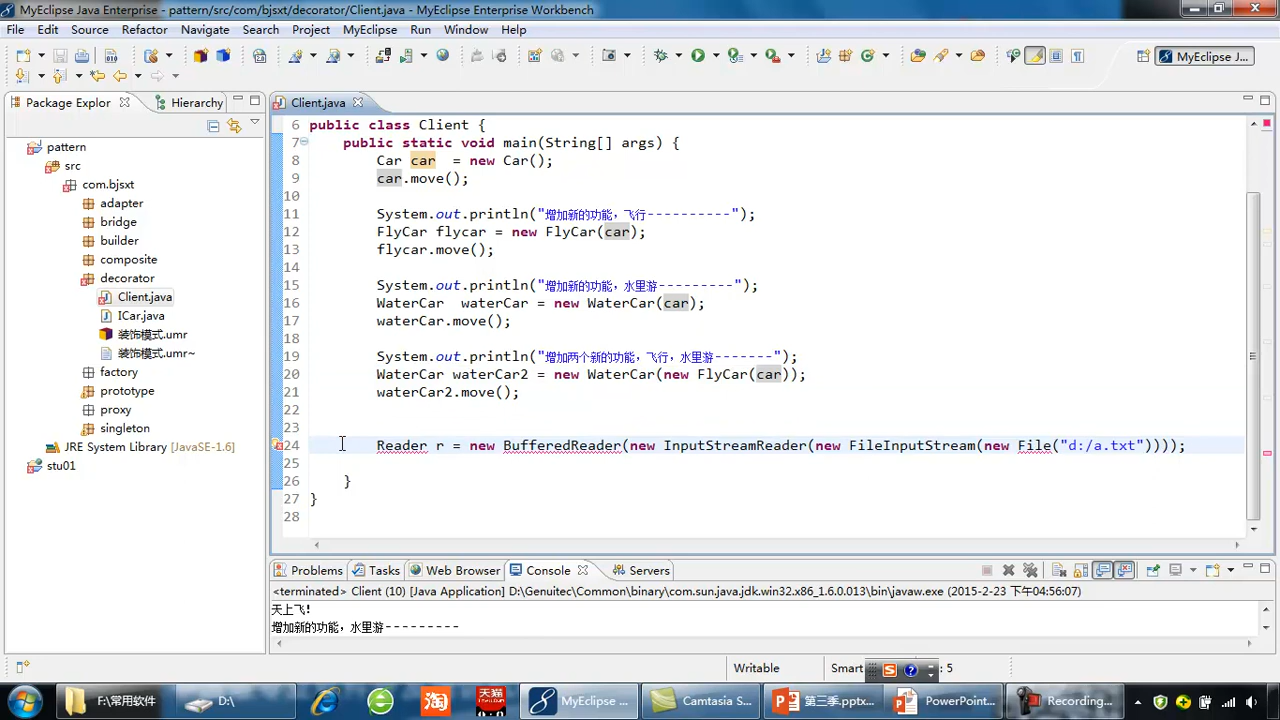 MyEclipse Java Enterprise - pattern/src/com/bjsxt/decorator/Client.java - MyEclipse Enterprise Workbench
File Edit Source Refactor Navigate Search Project MyEclipse Run Window Help
MyEclipse J...
Package Explor
Hierarchy
Client.java
pattern
src
com.bjsxt
adapter
bridge
builder
composite
decorator
Client.java
ICar.java
装饰模式.umr
装饰模式.umr~
factory
prototype
proxy
singleton
JRE System Library [JavaSE-1.6]
stu01
6 public class Client {
7 public static void main(String[] args) {
8 Car car  = new Car();
9 car.move();
10
11 System.out.println("增加新的功能，飞行----------");
12 FlyCar flycar = new FlyCar(car);
13 flycar.move();
14
15 System.out.println("增加新的功能，水里游---------");
16 WaterCar  waterCar = new WaterCar(car);
17 waterCar.move();
18
19 System.out.println("增加两个新的功能，飞行，水里游-------");
20 WaterCar waterCar2 = new WaterCar(new FlyCar(car));
21 waterCar2.move();
22
23
24 Reader r = new BufferedReader(new InputStreamReader(new FileInputStream(new File("d:/a.txt"))));
25
26 }
27 }
28
Problems Tasks Web Browser Console Servers
<terminated> Client (10) [Java Application] D:\Genuitec\Common\binary\com.sun.java.jdk.win32.x86_1.6.0.013\bin\javaw.exe (2015-2-23 下午04:56:07)
天上飞！
增加新的功能，水里游---------
Writable Smart : 5
F:\常用软件 D:\ 淘 天猫 MyEclipse ... Camtasia S... 第三季.pptx... PowerPoint... Recording...